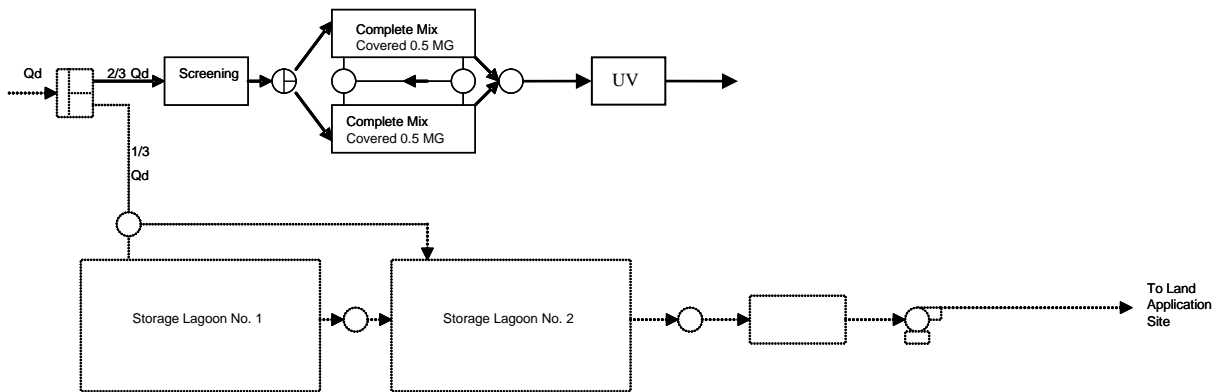 Complete Mix
Covered 0.5 MG
Qd
2/3 Qd
Screening
UV
Complete Mix
Covered 0.5 MG
1/3
Qd
Storage Lagoon No. 1
Storage Lagoon No. 2
To Land
Application
Site